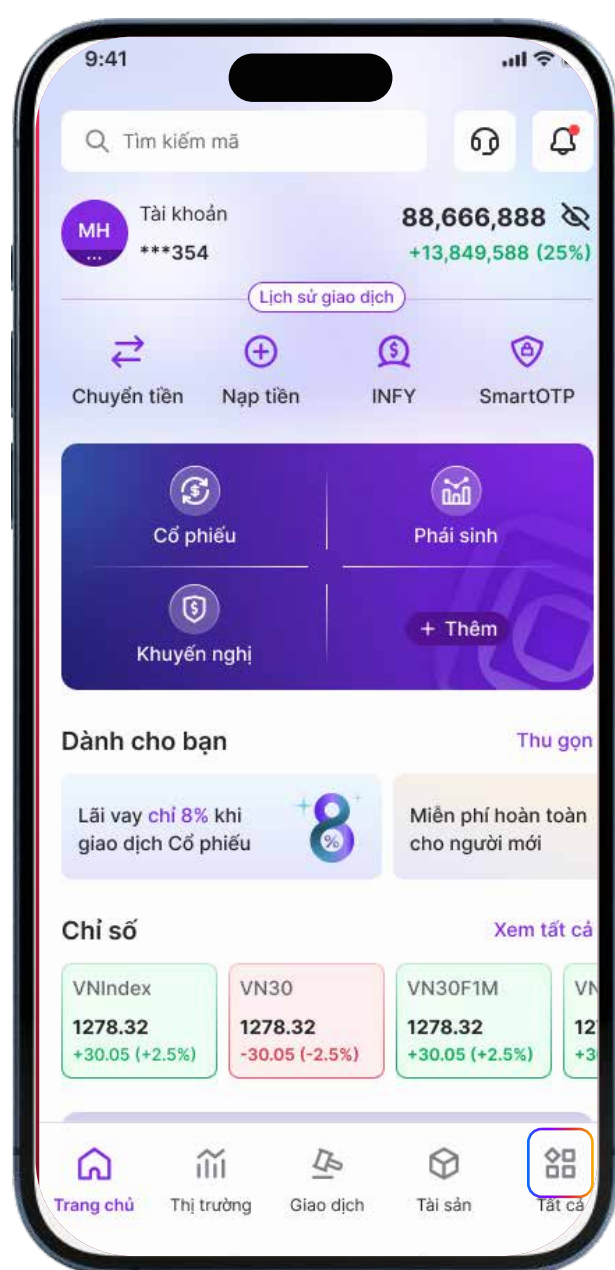 9:41
Tìm kiếm mã
MH
...
Tài khoản
***354
88,666,888
+13,849,588 (25%)
Lịch sử giao dịch
Chuyển tiền
Nạp tiền
INFY
SmartOTP
Cổ phiếu
Phái sinh
Khuyến nghị
+ Thêm
Dành cho bạn
Thu gọn
Lãi vay chỉ 8% khi
giao dịch Cổ phiếu
8
%
Miễn phí hoàn toàn
cho người mới
Chỉ số
Xem tất cả
VNIndex
1278.32
+30.05 (+2.5%)
VN30
1278.32
-30.05 (-2.5%)
VN30F1M
1278.32
+30.05 (+2.5%)
VN
12
+3
Trang chủ
Thị trường
Giao dịch
Tài sản
Tất cả